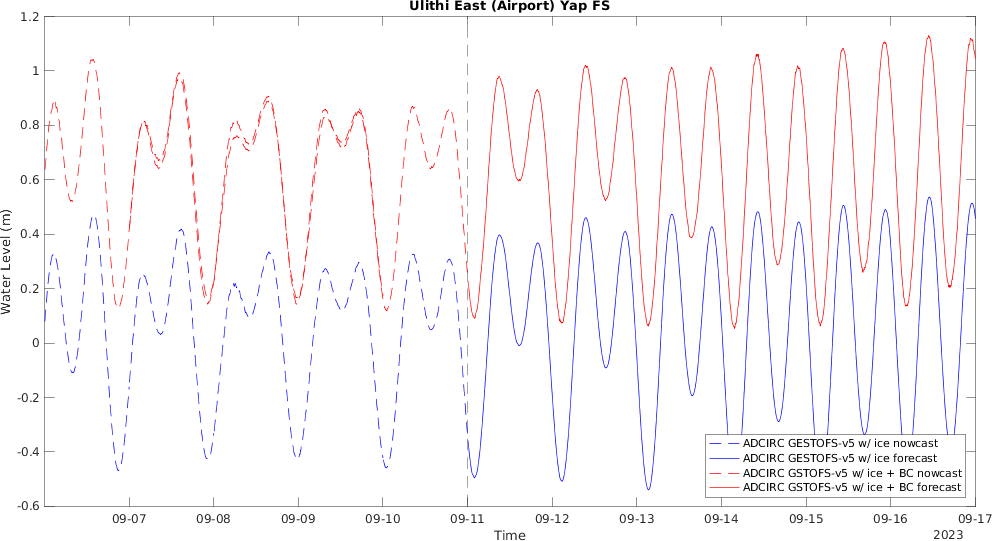 Ulithi East (Airport) Yap FS
1.2
1
0.8
0.6
0.4
0.2
0
-0.2
-0.4
-0.6
Water Level (m)
ADCIRC GESTOFS-v5 w/ ice nowcast
ADCIRC GESTOFS-v5 w/ ice forecast
ADCIRC GSTOFS-v5 w/ ice + BC nowcast
ADCIRC GSTOFS-v5 w/ ice + BC forecast
09-07 09-08 09-09 09-10 09-11 09-12 09-13 09-14 09-15 09-16 09-17
Time
2023